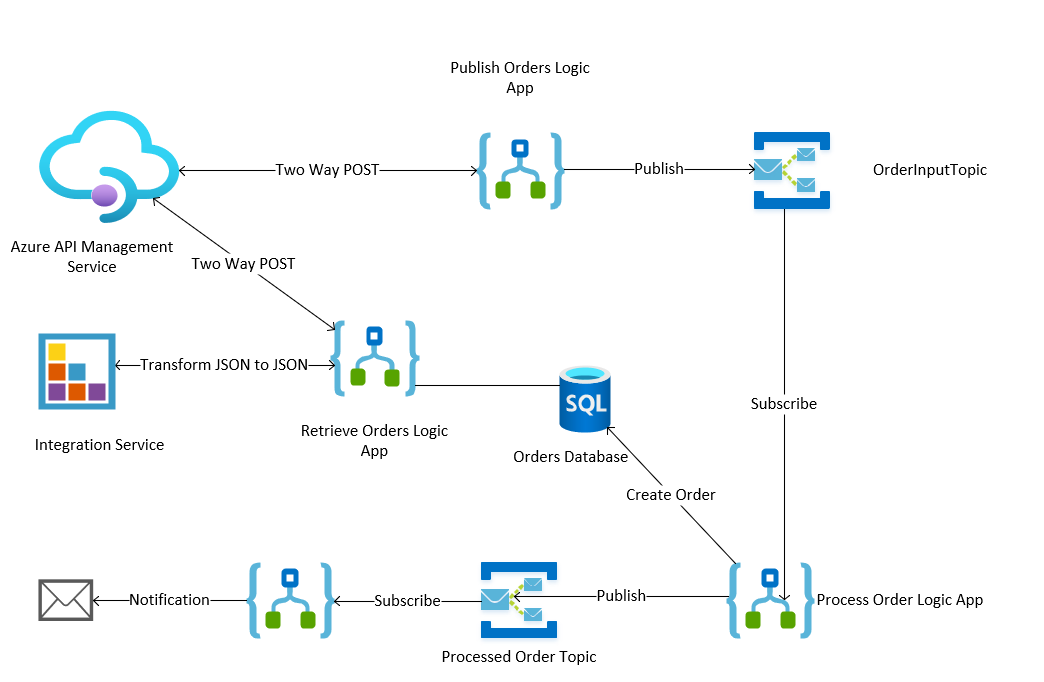 Publish Orders Logic
App
Two Way POST
Publish
OrderInputTopic
Azure API Management
Service
Two Way POST
Transform JSON to JSON
SQL
Subscribe
Integration Service
Retrieve Orders Logic
App
Orders Database
Create Order
Notification
Subscribe
Publish
Process Order Logic App
Processed Order Topic